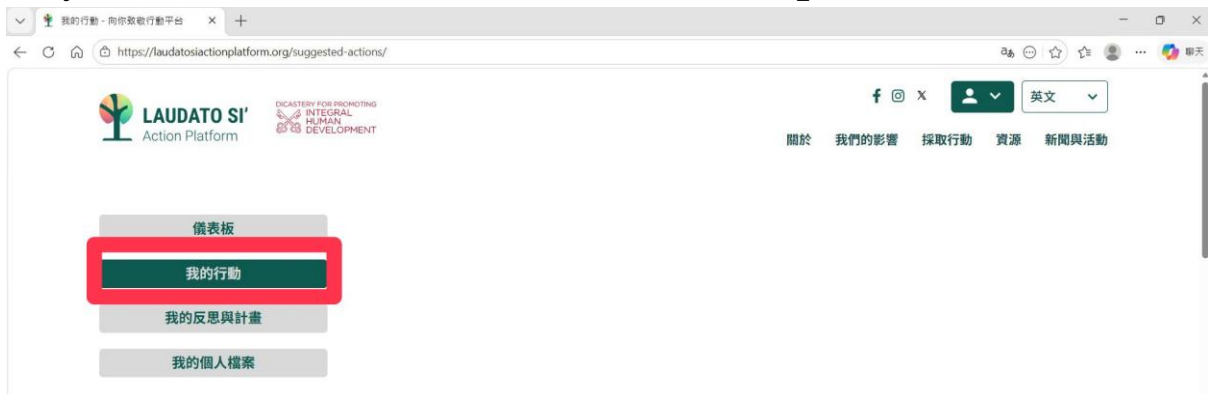 我的行動 - 向你致敬行動平台
https://laudatosiactionplatform.org/suggested-actions/
聊天
LAUDATO SI’
Action Platform
DICASTERY FOR PROMOTING
INTEGRAL
HUMAN
DEVELOPMENT
英文
關於 我們的影響 採取行動 資源 新聞與活動
儀表板
我的行動
我的反思與計畫
我的個人檔案